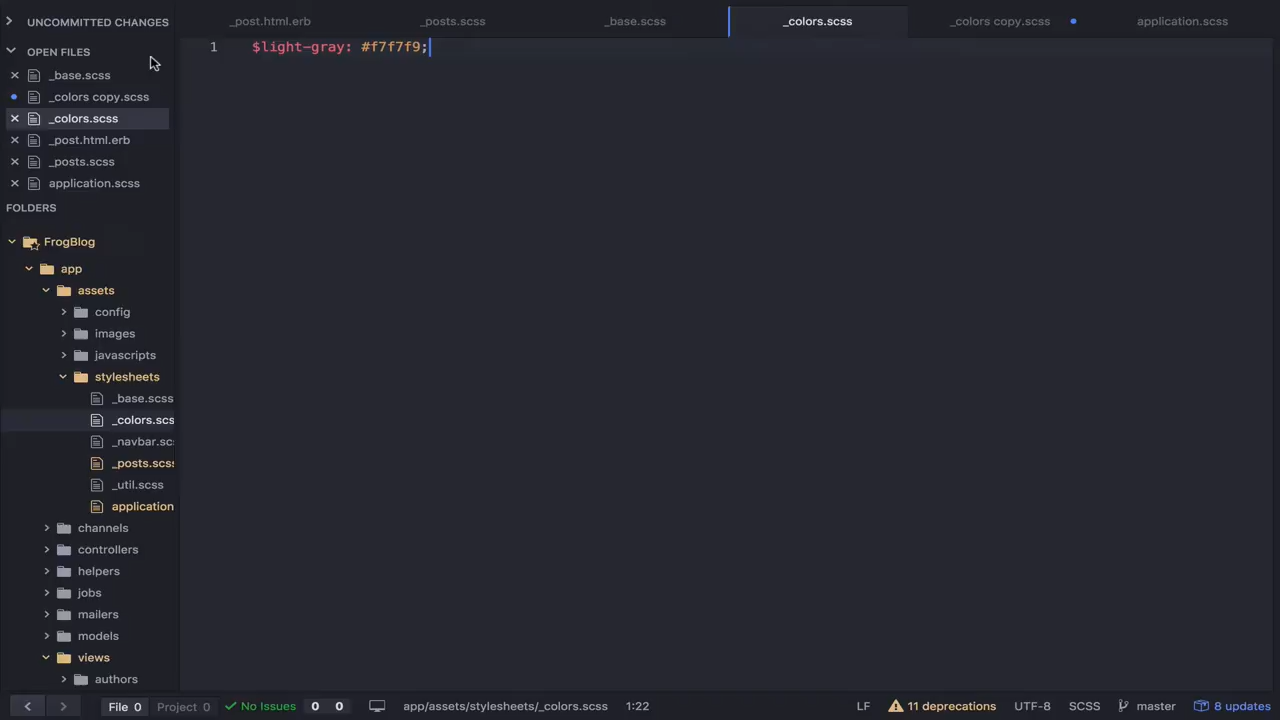 UNCOMMITTED CHANGES
OPEN FILES
_base.scss
_colors copy.scss
_colors.scss
_post.html.erb
_posts.scss
application.scss
FOLDERS
FrogBlog
app
assets
config
images
javascripts
stylesheets
_base.scss
_colors.scs
_navbar.sc
_posts.scss
_util.scss
application
channels
controllers
helpers
jobs
mailers
models
views
authors
_post.html.erb _posts.scss _base.scss _colors.scss _colors copy.scss application.scss
1 $light-gray: #f7f7f9;
File 0 Project 0 No Issues 0 0 app/assets/stylesheets/_colors.scss 1:22 LF 11 deprecations UTF-8 SCSS master 8 updates